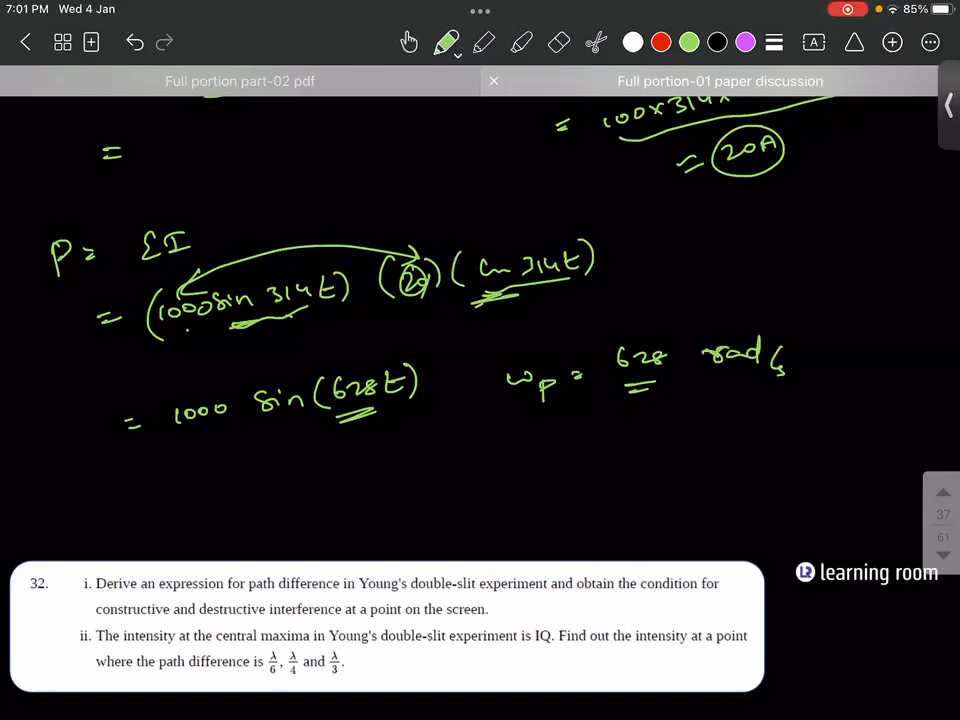 7:01 PM Wed 4 Jan
85%
A
Full portion part-02 pdf
Full portion-01 paper discussion
= 100×314×
=
= 20A
P = ƐI
= (1000 sin 314t) (20) (cos 314t)
= 1000 sin (628t) ωp = 628 rad/s
37
61
learning room
32. i. Derive an expression for path difference in Young's double-slit experiment and obtain the condition for
constructive and destructive interference at a point on the screen.
ii. The intensity at the central maxima in Young's double-slit experiment is IQ. Find out the intensity at a point
where the path difference is λ/6, λ/4 and λ/3.